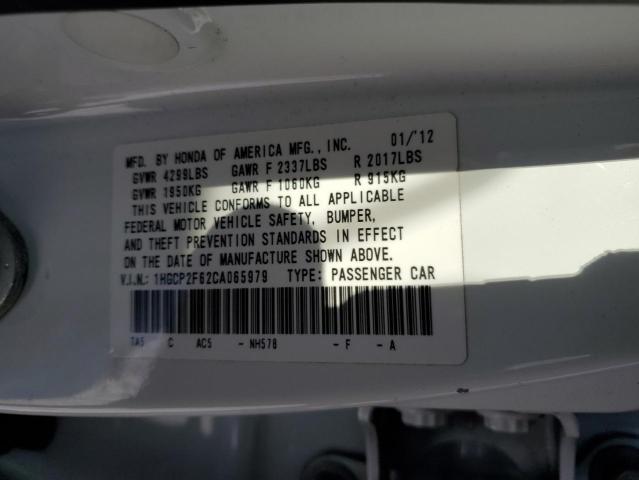 MFD. BY HONDA OF AMERICA MFG., INC. 01/'12
GVWR 4299LBS GAWR F 2337LBS R 2017LBS
GVWR 1950KG GAWR F 1060KG R 915KG
THIS VEHICLE CONFORMS TO ALL APPLICABLE
FEDERAL MOTOR VEHICLE SAFETY, BUMPER,
AND THEFT PREVENTION STANDARDS IN EFFECT
ON THE DATE OF MANUFACTURE SHOWN ABOVE.
V.I.N.: 1HGCP2F62CA065979 TYPE: PASSENGER CAR
TA5 C AC5 - NH578 - F - A